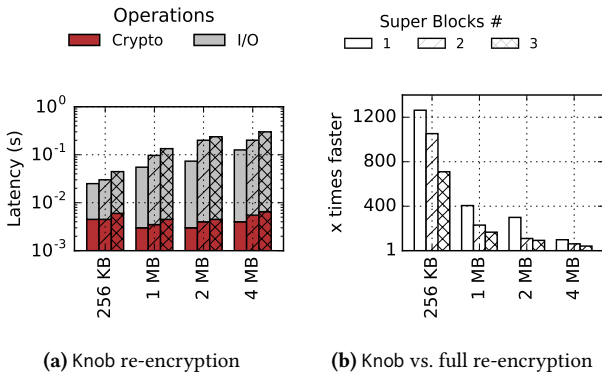 Operations
Crypto I/O
Super Blocks #
1 2 3
Latency (s)
10^0
10^-1
10^-2
10^-3
256 KB 1 MB 2 MB 4 MB
x times faster
1200
800
400
1
256 KB 1 MB 2 MB 4 MB
(a) Knob re-encryption
(b) Knob vs. full re-encryption